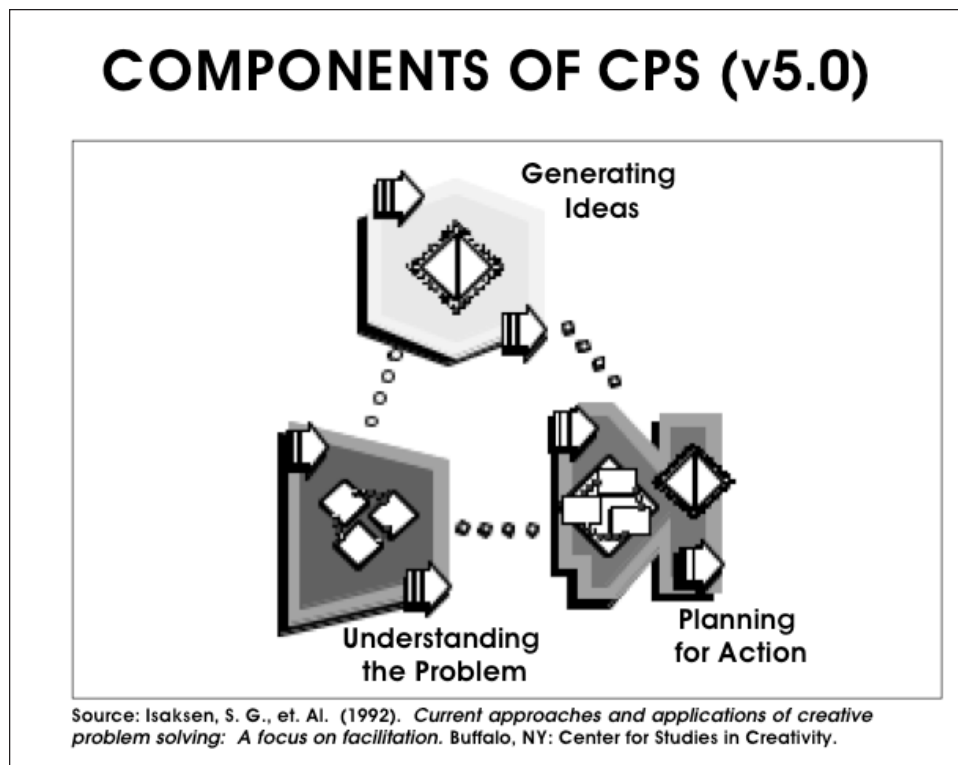 COMPONENTS OF CPS (v5.0)
Generating
Ideas
Understanding
the Problem
Planning
for Action
Source: Isaksen, S. G., et. Al. (1992). Current approaches and applications of creative
problem solving: A focus on facilitation. Buffalo, NY: Center for Studies in Creativity.